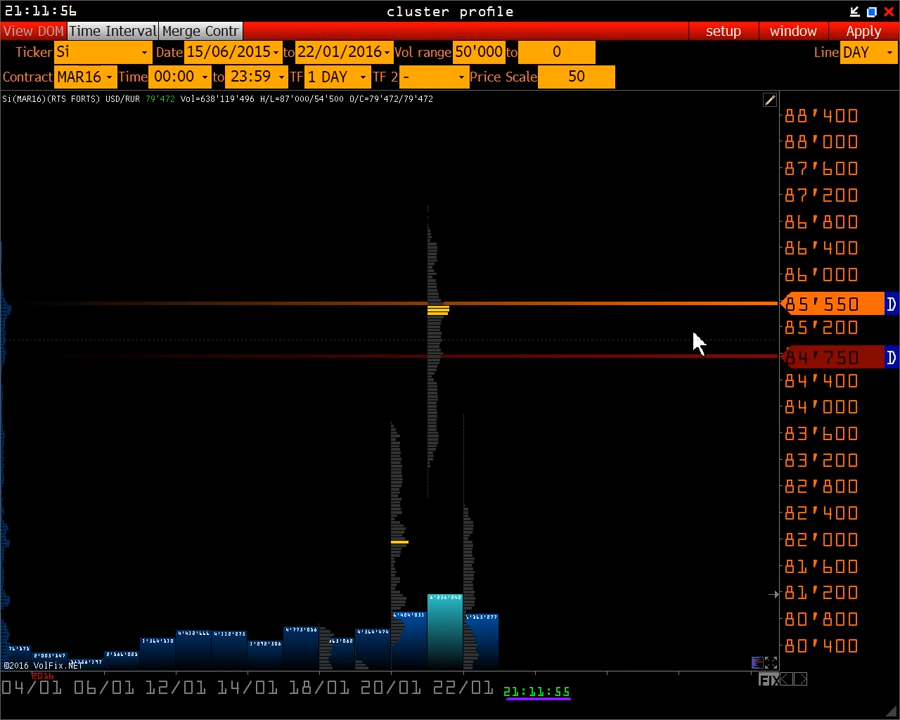 21:11:56 cluster profile
View DOM Time Interval Merge Contr setup window Apply
Ticker Si Date 15/06/2015 to 22/01/2016 Vol range 50'000 to 0 Line DAY
Contract MAR16 Time 00:00 to 23:59 TF 1 DAY TF 2 - Price Scale 50
Si(MAR16)(RTS FORTS) USD/RUR 79'472 Vol=638'119'496 H/L=87'000/54'500 O/C=79'472/79'472
88'400
88'000
87'600
87'200
86'800
86'400
86'000
85'550 D
85'200
84'750 D
84'400
84'000
83'600
83'200
82'800
82'400
82'000
81'600
81'200
80'800
80'400
©2016 VolFix.NET
2016
FIX
04/01 06/01 12/01 14/01 18/01 20/01 22/01 21:11:55